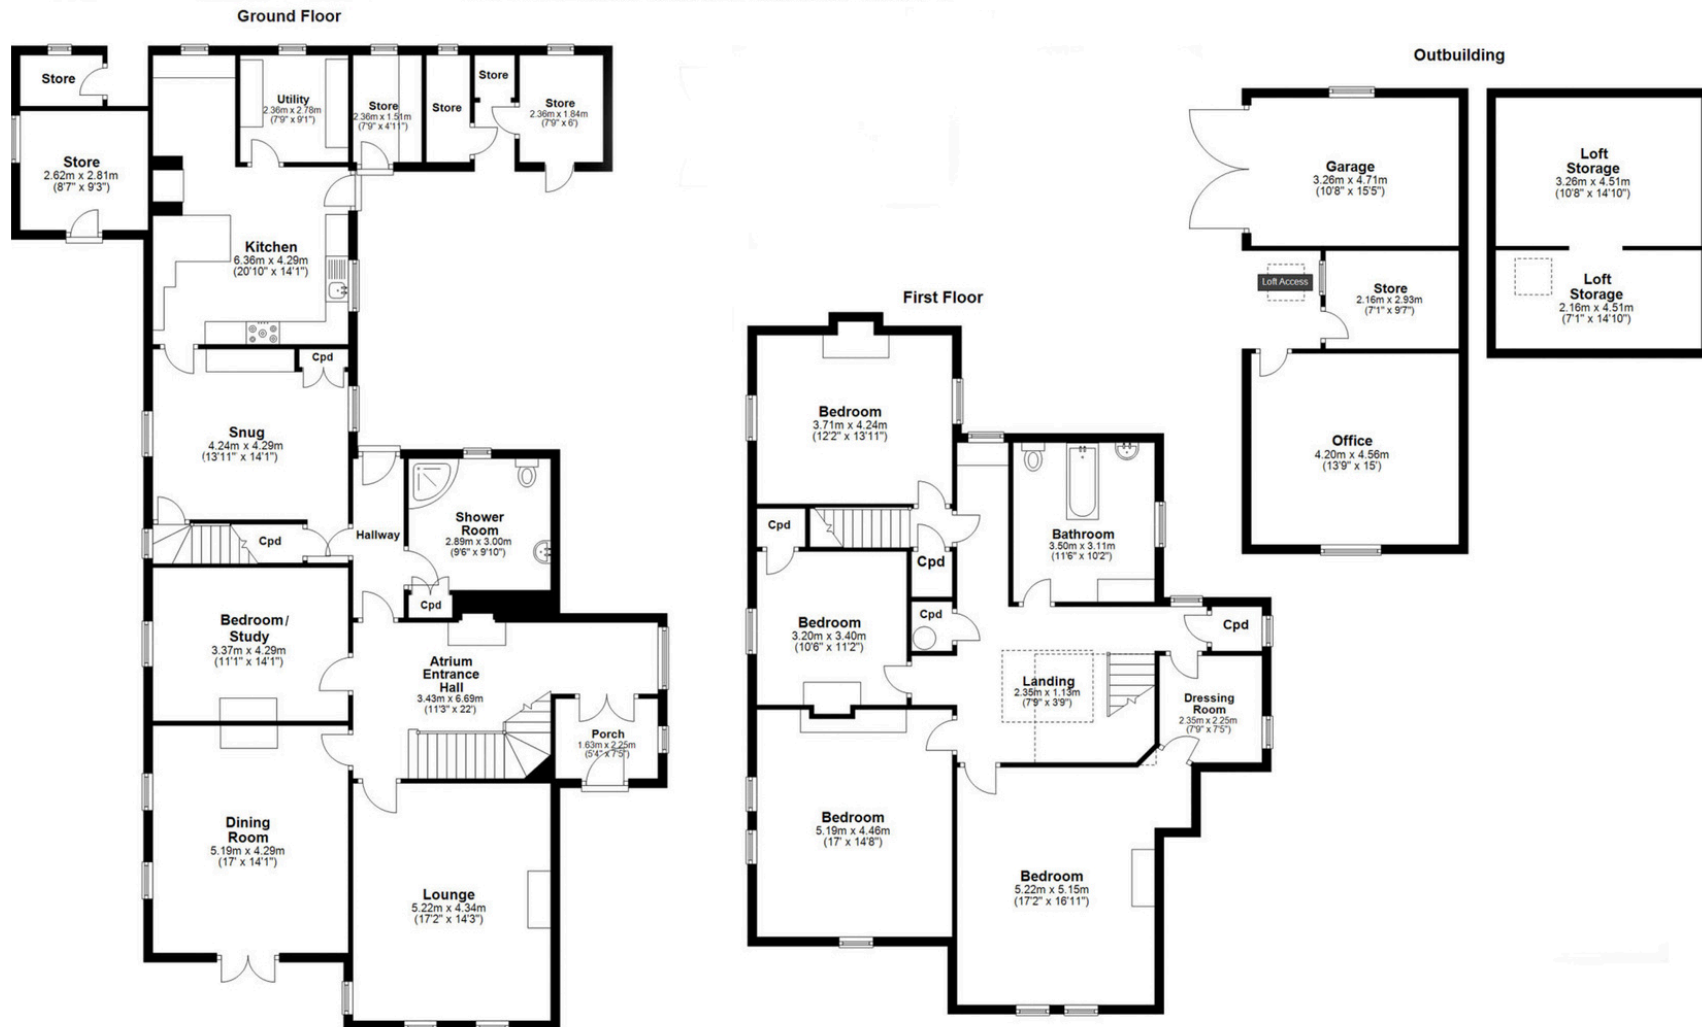 Ground Floor
Store
Utility
2.36m x 2.78m
(7'9" x 9'1")
Store
2.36m x 1.51m
(7'9" x 4'11")
Store
Store
Store
2.36m x 1.84m
(7'9" x 6')
Store
2.62m x 2.81m
(8'7" x 9'3")
Kitchen
6.36m x 4.29m
(20'10" x 14'1")
Cpd
Snug
4.24m x 4.29m
(13'11" x 14'1")
Cpd
Hallway
Shower
Room
2.89m x 3.00m
(9'6" x 9'10")
Cpd
Bedroom/
Study
3.37m x 4.29m
(11'1" x 14'1")
Atrium
Entrance
Hall
3.43m x 6.69m
(11'3" x 22')
Porch
1.63m x 2.25m
(5'4" x 7'5")
Dining
Room
5.19m x 4.29m
(17' x 14'1")
Lounge
5.22m x 4.34m
(17'2" x 14'3")
First Floor
Bedroom
3.71m x 4.24m
(12'2" x 13'11")
Cpd
Cpd
Bathroom
3.50m x 3.11m
(11'6" x 10'2")
Bedroom
3.20m x 3.40m
(10'6" x 11'2")
Cpd
Cpd
Landing
2.35m x 1.13m
(7'9" x 3'9")
Dressing
Room
2.35m x 2.25m
(7'9" x 7'5")
Bedroom
5.19m x 4.46m
(17' x 14'8")
Bedroom
5.22m x 5.15m
(17'2" x 16'11")
Outbuilding
Garage
3.26m x 4.71m
(10'8" x 15'5")
Loft Access
Store
2.16m x 2.93m
(7'1" x 9'7")
Office
4.20m x 4.56m
(13'9" x 15')
Loft
Storage
3.26m x 4.51m
(10'8" x 14'10")
Loft
Storage
2.16m x 4.51m
(7'1" x 14'10")